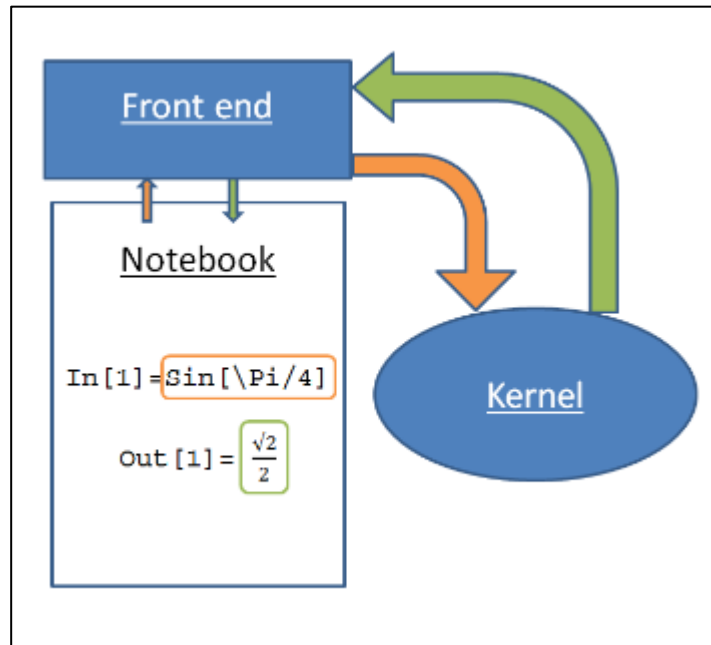 Front end
Notebook
In[1]=Sin[\Pi/4]
Out[1]= √2/2
Kernel